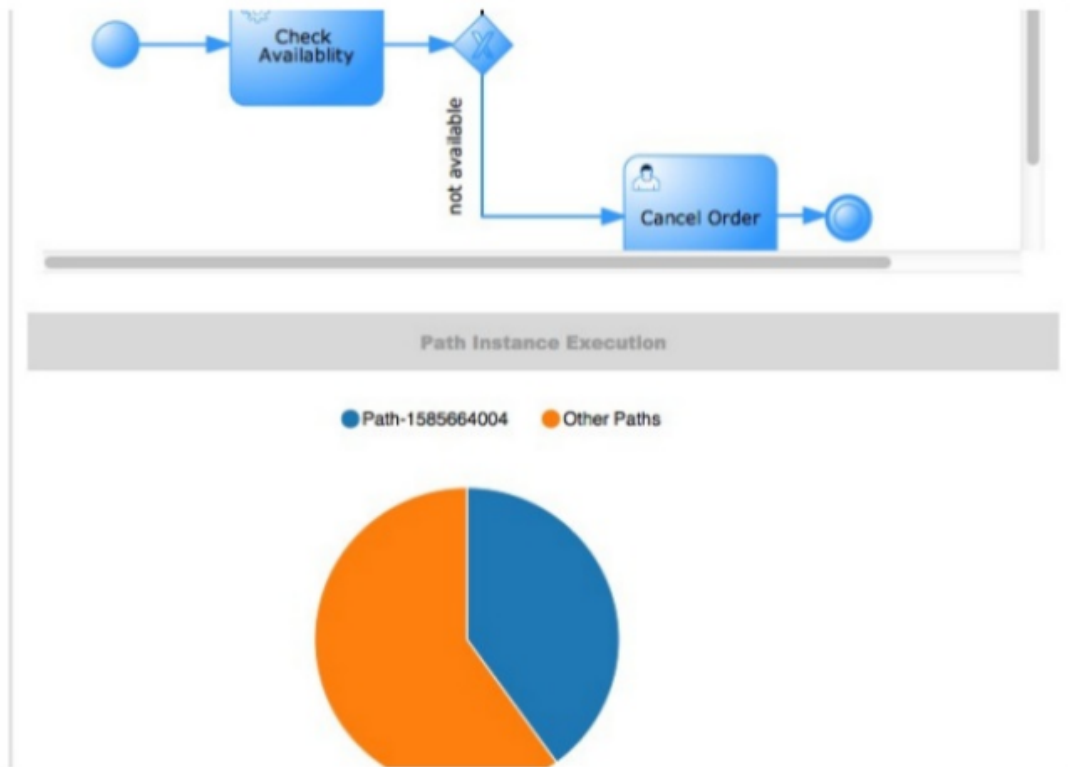 Check
Availablity
not available
Cancel Order
Path Instance Execution
Path-1585664004
Other Paths